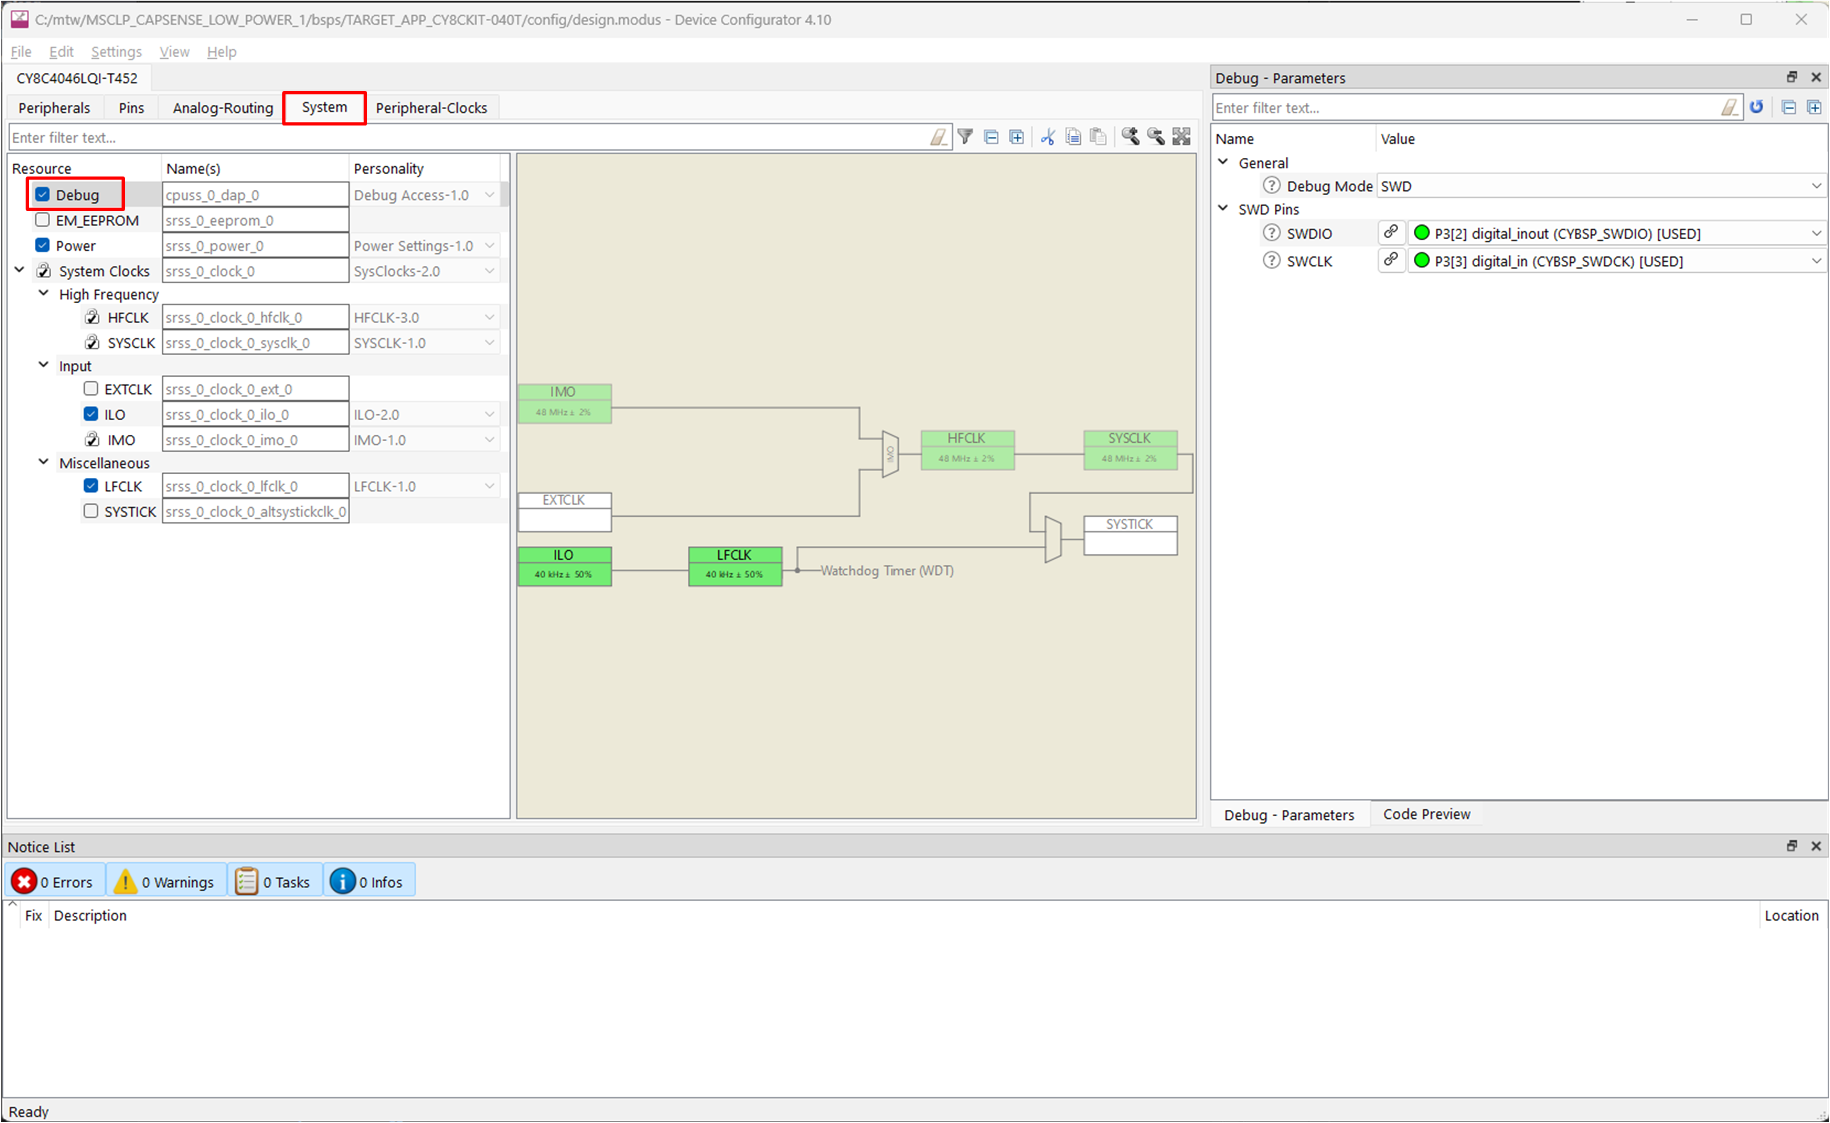 C:/mtw/MSCLP_CAPSENSE_LOW_POWER_1/bsps/TARGET_APP_CY8CKIT-040T/config/design.modus - Device Configurator 4.10
File Edit Settings View Help
CY8C4046LQI-T452
Peripherals Pins Analog-Routing System Peripheral-Clocks
Enter filter text...
Resource Name(s) Personality
Debug cpuss_0_dap_0 Debug Access-1.0
EM_EEPROM srss_0_eeprom_0
Power srss_0_power_0 Power Settings-1.0
System Clocks srss_0_clock_0 SysClocks-2.0
High Frequency
HFCLK srss_0_clock_0_hfclk_0 HFCLK-3.0
SYSCLK srss_0_clock_0_sysclk_0 SYSCLK-1.0
Input
EXTCLK srss_0_clock_0_ext_0
ILO srss_0_clock_0_ilo_0 ILO-2.0
IMO srss_0_clock_0_imo_0 IMO-1.0
Miscellaneous
LFCLK srss_0_clock_0_lfclk_0 LFCLK-1.0
SYSTICK srss_0_clock_0_altsystickclk_0
IMO
48 MHz ± 2%
IMO
HFCLK
48 MHz ± 2%
SYSCLK
48 MHz ± 2%
EXTCLK
SYSTICK
ILO
40 kHz ± 50%
LFCLK
40 kHz ± 50%
Watchdog Timer (WDT)
Debug - Parameters
Enter filter text...
Name Value
General
Debug Mode SWD
SWD Pins
SWDIO P3[2] digital_inout (CYBSP_SWDIO) [USED]
SWCLK P3[3] digital_in (CYBSP_SWDCK) [USED]
Debug - Parameters Code Preview
Notice List
0 Errors 0 Warnings 0 Tasks 0 Infos
Fix Description Location
Ready